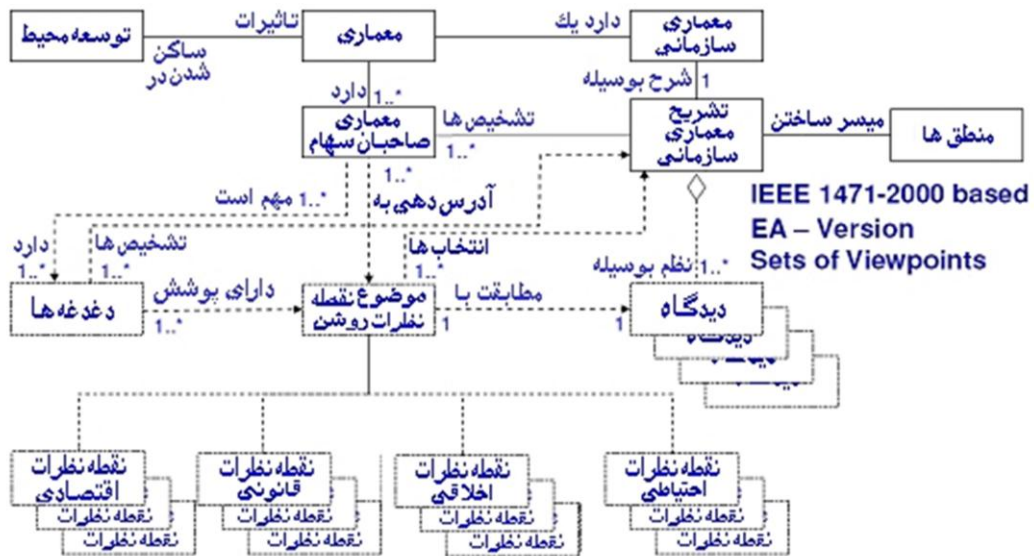 معماری سازمانی
دارد یك
معماری
تاثیرات
توسعه محیط
ساکن
شدن در
شرح بوسیله
1
دارد
1..*
تشریح
معماری
سازمانی
میسر ساختن
منطق ها
معماری
صاحبان سهام
تشخیص ها
1..*
1..*
IEEE 1471-2000 based
EA – Version
Sets of Viewpoints
مهم است
1..*
آدرس دهی به
انتخاب ها
1..*
نظم بوسیله
1..*
دارد
1..*
تشخیص ها
1..*
دیدگاه
دیدگاه
دیدگاه
مطابقت با
1
1
موضوع نقطه
نظرات روشن
دارای پوشش
1..*
دغدغه ها
نقطه نظرات
احتیاطی
نقطه نظرات
نقطه نظرات
نقطه نظرات
اخلاقی
نقطه نظرات
نقطه نظرات
نقطه نظرات
قانونی
نقطه نظرات
نقطه نظرات
نقطه نظرات
اقتصادی
نقطه نظرات
نقطه نظرات